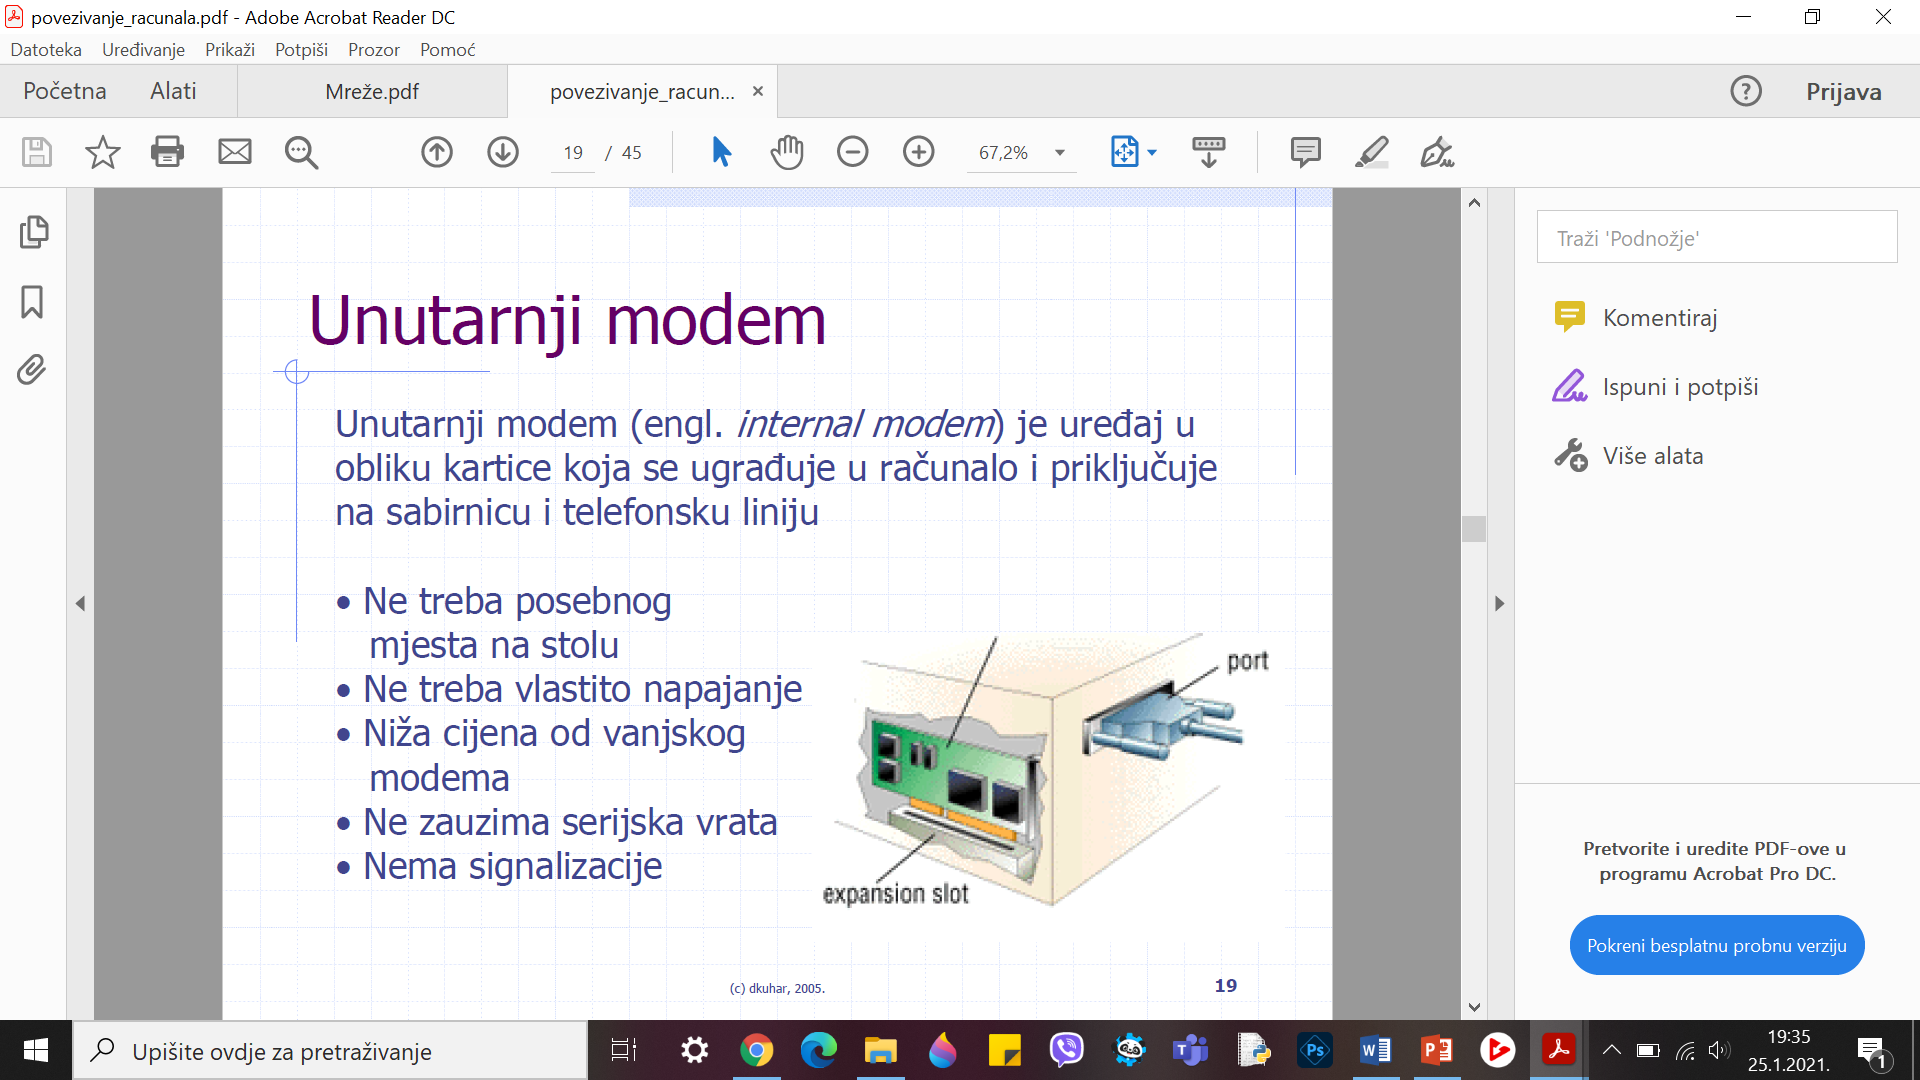 povezivanje_racunala.pdf - Adobe Acrobat Reader DC
Datoteka Uređivanje Prikaži Potpiši Prozor Pomoć
Početna Alati Mreže.pdf povezivanje_racun... Prijava
19 / 45 67,2%
Traži 'Podnožje'
Komentiraj
Ispuni i potpiši
Više alata
Pretvorite i uredite PDF-ove u
programu Acrobat Pro DC.
Pokreni besplatnu probnu verziju
Unutarnji modem
Unutarnji modem (engl. internal modem) je uređaj u
obliku kartice koja se ugrađuje u računalo i priključuje
na sabirnicu i telefonsku liniju
• Ne treba posebnog
mjesta na stolu
• Ne treba vlastito napajanje
• Niža cijena od vanjskog
modema
• Ne zauzima serijska vrata
• Nema signalizacije
port
expansion slot
(c) dkuhar, 2005.
19
Upišite ovdje za pretraživanje
19:35
25.1.2021.
1